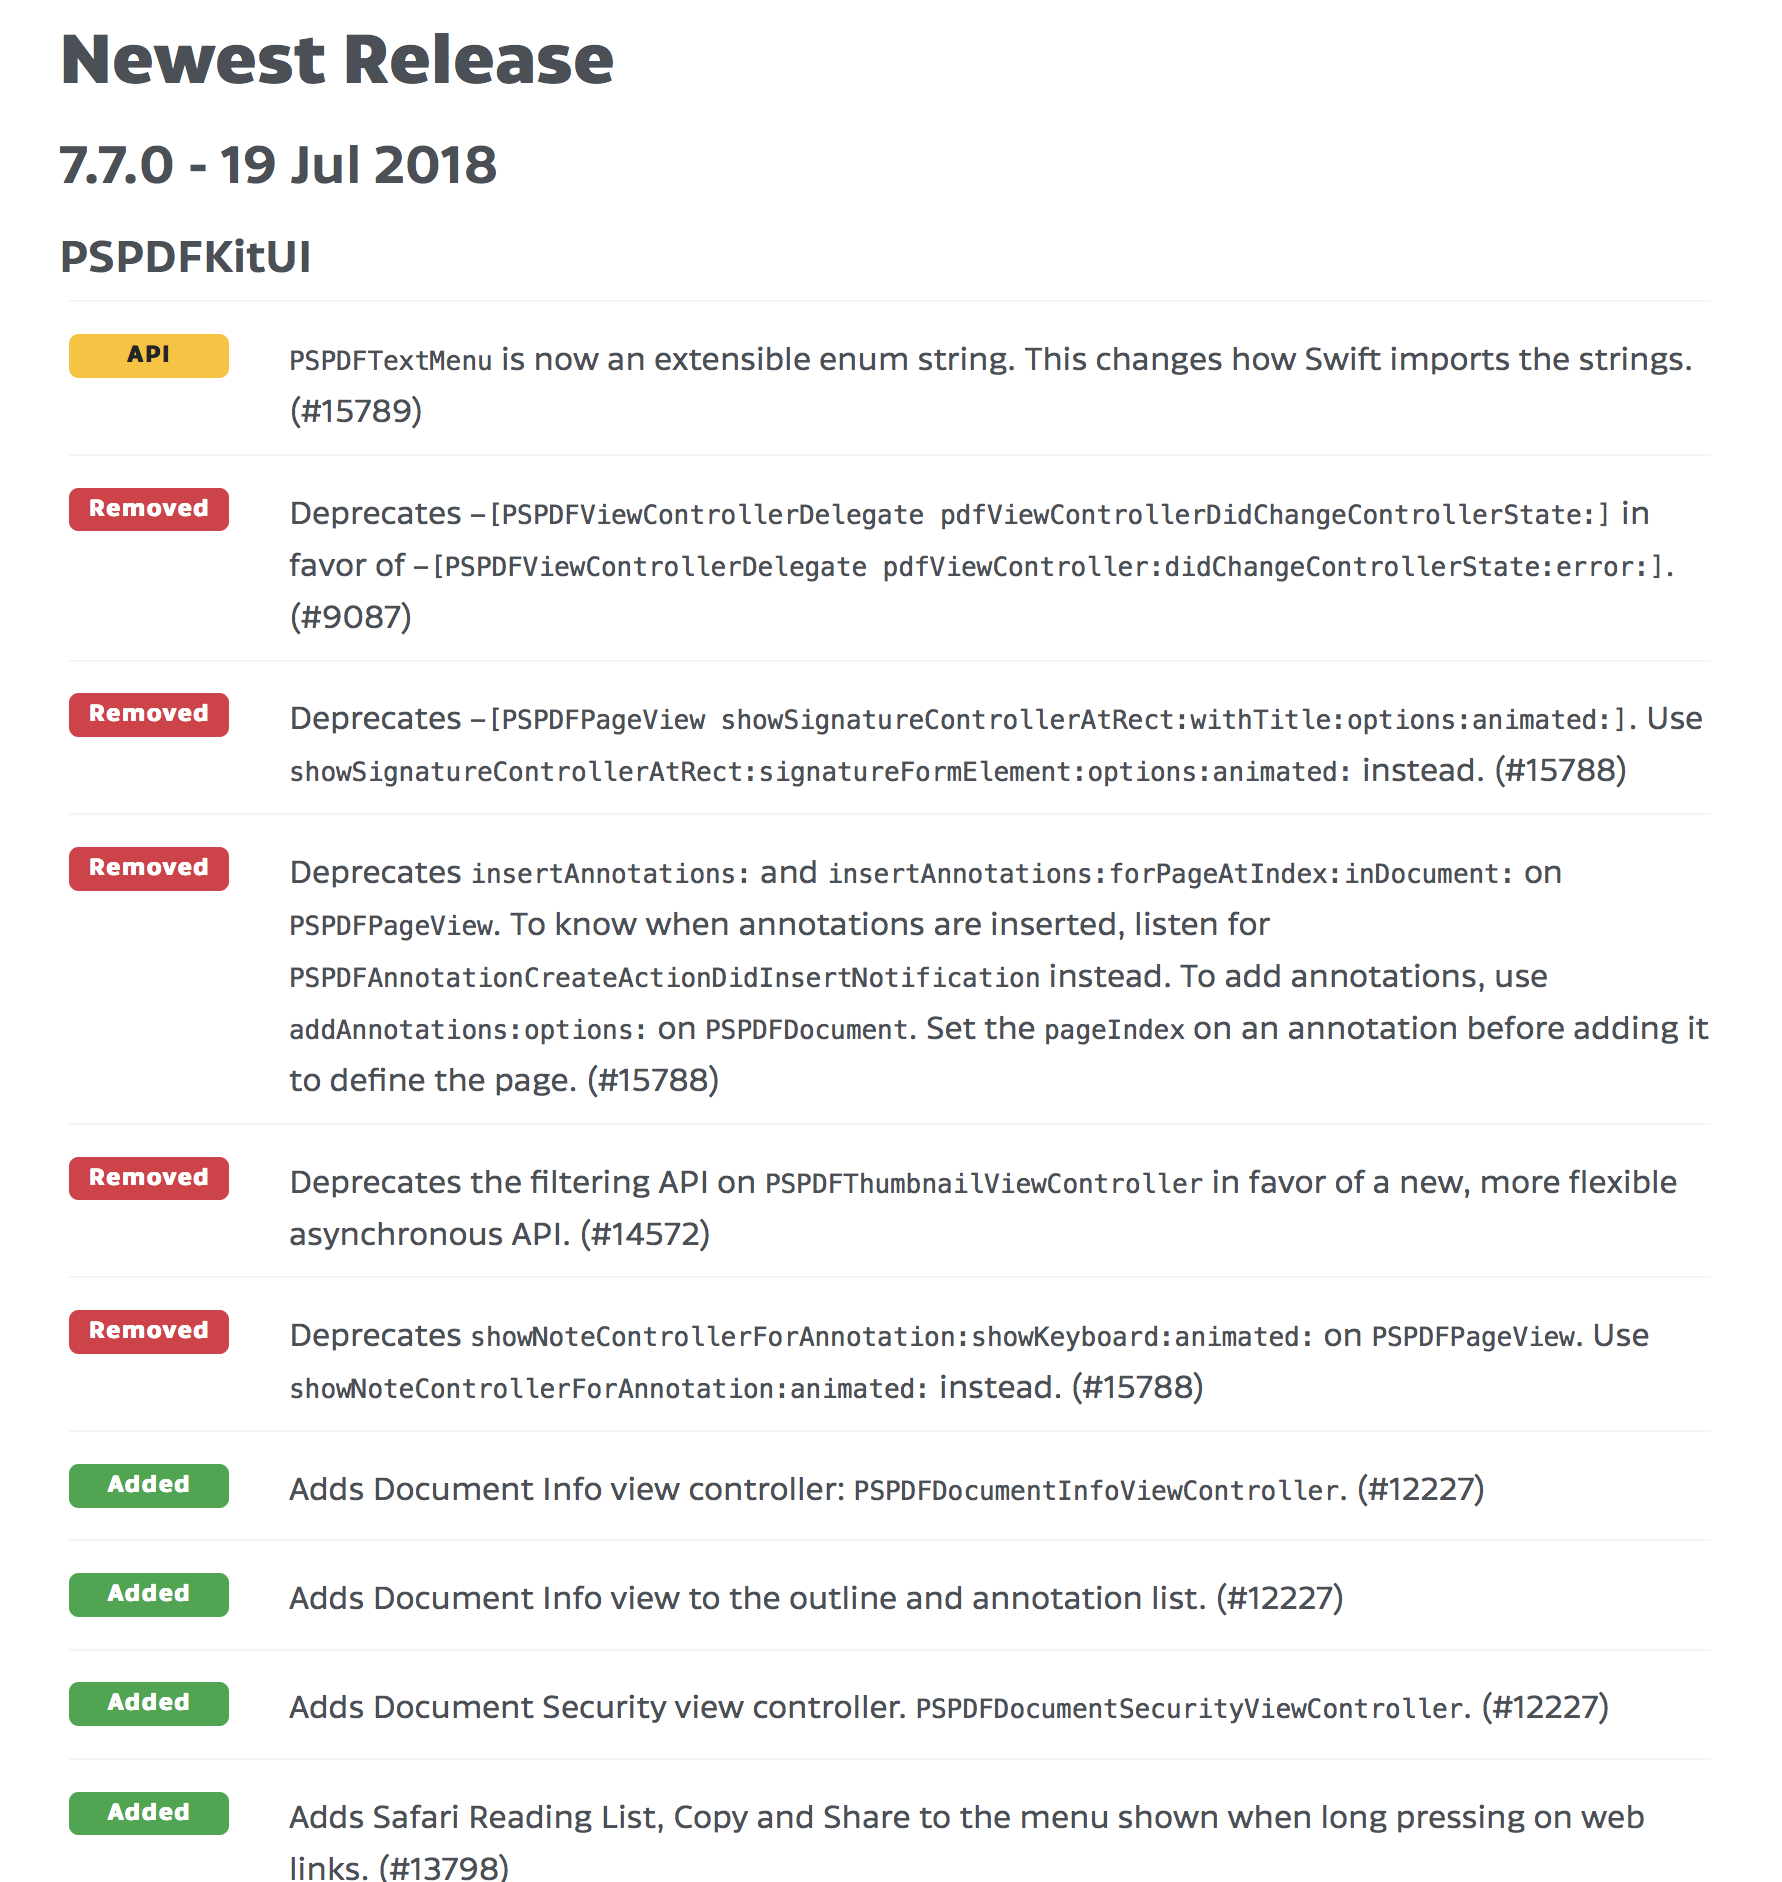 Newest Release
7.7.0 - 19 Jul 2018
PSPDFKitUI
API
PSPDFTextMenu is now an extensible enum string. This changes how Swift imports the strings.
(#15789)
Removed
Deprecates -[PSPDFViewControllerDelegate pdfViewControllerDidChangeControllerState:] in
favor of -[PSPDFViewControllerDelegate pdfViewController:didChangeControllerState:error:].
(#9087)
Removed
Deprecates -[PSPDFPageView showSignatureControllerAtRect:withTitle:options:animated:]. Use
showSignatureControllerAtRect:signatureFormElement:options:animated: instead. (#15788)
Removed
Deprecates insertAnnotations: and insertAnnotations:forPageAtIndex:inDocument: on
PSPDFPageView. To know when annotations are inserted, listen for
PSPDFAnnotationCreateActionDidInsertNotification instead. To add annotations, use
addAnnotations:options: on PSPDFDocument. Set the pageIndex on an annotation before adding it
to define the page. (#15788)
Removed
Deprecates the filtering API on PSPDFThumbnailViewController in favor of a new, more flexible
asynchronous API. (#14572)
Removed
Deprecates showNoteControllerForAnnotation:showKeyboard:animated: on PSPDFPageView. Use
showNoteControllerForAnnotation:animated: instead. (#15788)
Added
Adds Document Info view controller: PSPDFDocumentInfoViewController. (#12227)
Added
Adds Document Info view to the outline and annotation list. (#12227)
Added
Adds Document Security view controller. PSPDFDocumentSecurityViewController. (#12227)
Added
Adds Safari Reading List, Copy and Share to the menu shown when long pressing on web
links. (#13798)